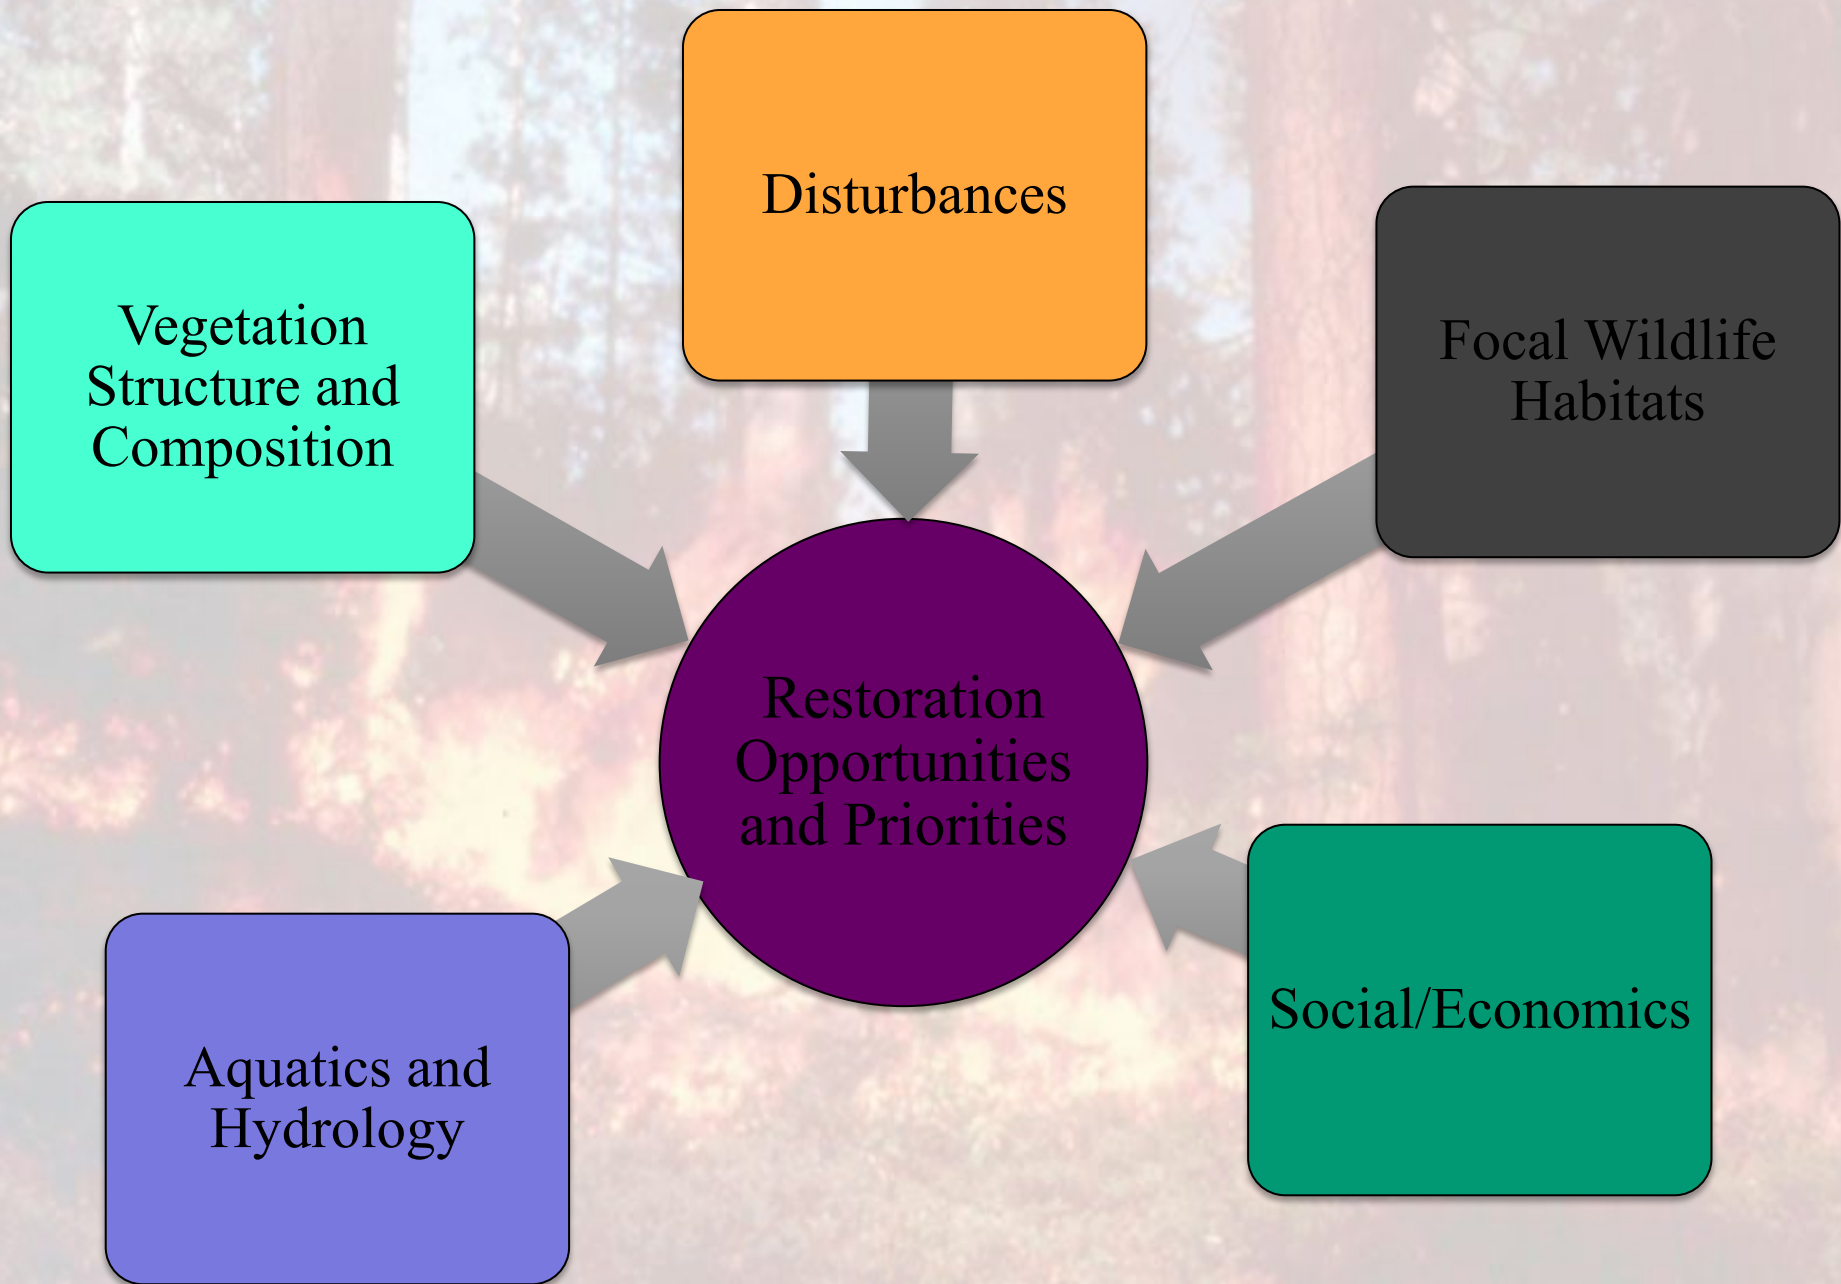 Disturbances
Vegetation
Structure and
Composition
Focal Wildlife
Habitats
Restoration
Opportunities
and Priorities
Aquatics and
Hydrology
Social/Economics